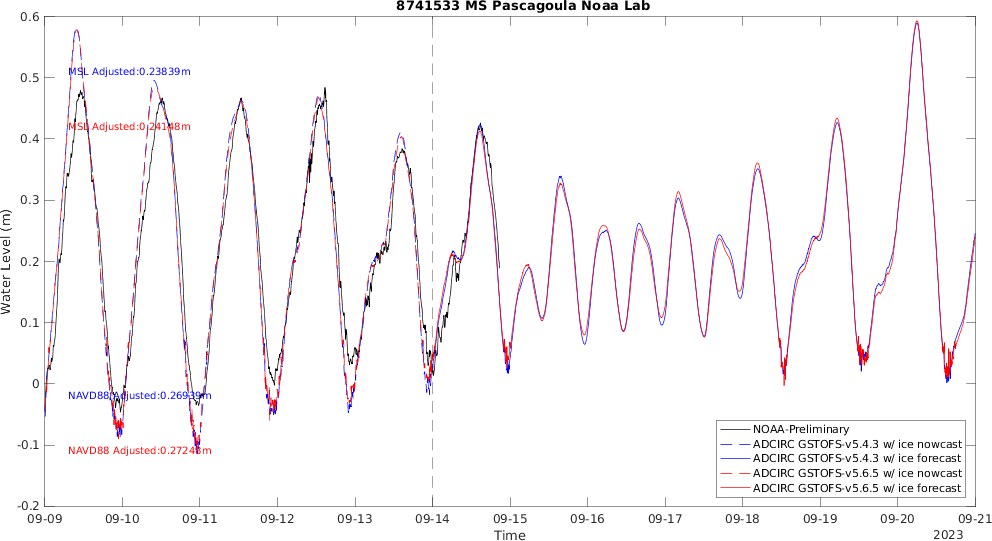 8741533 MS Pascagoula Noaa Lab
0.6
0.5
0.4
0.3
0.2
0.1
0
-0.1
-0.2
Water Level (m)
MSL Adjusted:0.23839m
MSL Adjusted:0.24148m
NAVD88 Adjusted:0.26939m
NAVD88 Adjusted:0.27248m
NOAA-Preliminary
ADCIRC GSTOFS-v5.4.3 w/ ice nowcast
ADCIRC GSTOFS-v5.4.3 w/ ice forecast
ADCIRC GSTOFS-v5.6.5 w/ ice nowcast
ADCIRC GSTOFS-v5.6.5 w/ ice forecast
09-09 09-10 09-11 09-12 09-13 09-14 09-15 09-16 09-17 09-18 09-19 09-20 09-21
Time
2023